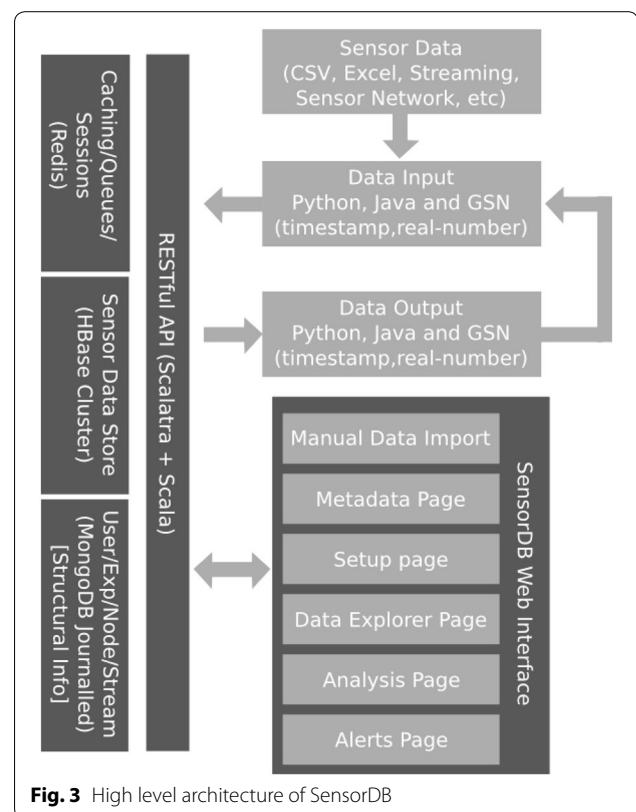 Caching/Queues/
Sessions
(Redis)
Sensor Data Store
(HBase Cluster)
User/Exp/Node/Stream
(MongoDB Journalled)
[Structural Info]
RESTful API (Scalatra + Scala)
Sensor Data
(CSV, Excel, Streaming,
Sensor Network, etc)
Data Input
Python, Java and GSN
(timestamp,real-number)
Data Output
Python, Java and GSN
(timestamp,real-number)
Manual Data Import
Metadata Page
Setup page
Data Explorer Page
Analysis Page
Alerts Page
SensorDB Web Interface
Fig. 3 High level architecture of SensorDB